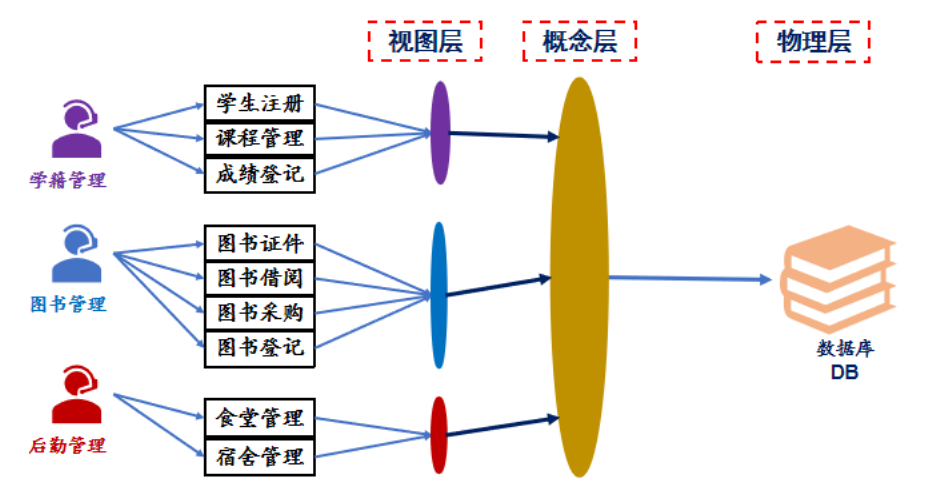 视图层
概念层
物理层
学生注册
课程管理
成绩登记
学籍管理
图书证件
图书借阅
图书采购
图书登记
图书管理
食堂管理
宿舍管理
后勤管理
数据库
DB